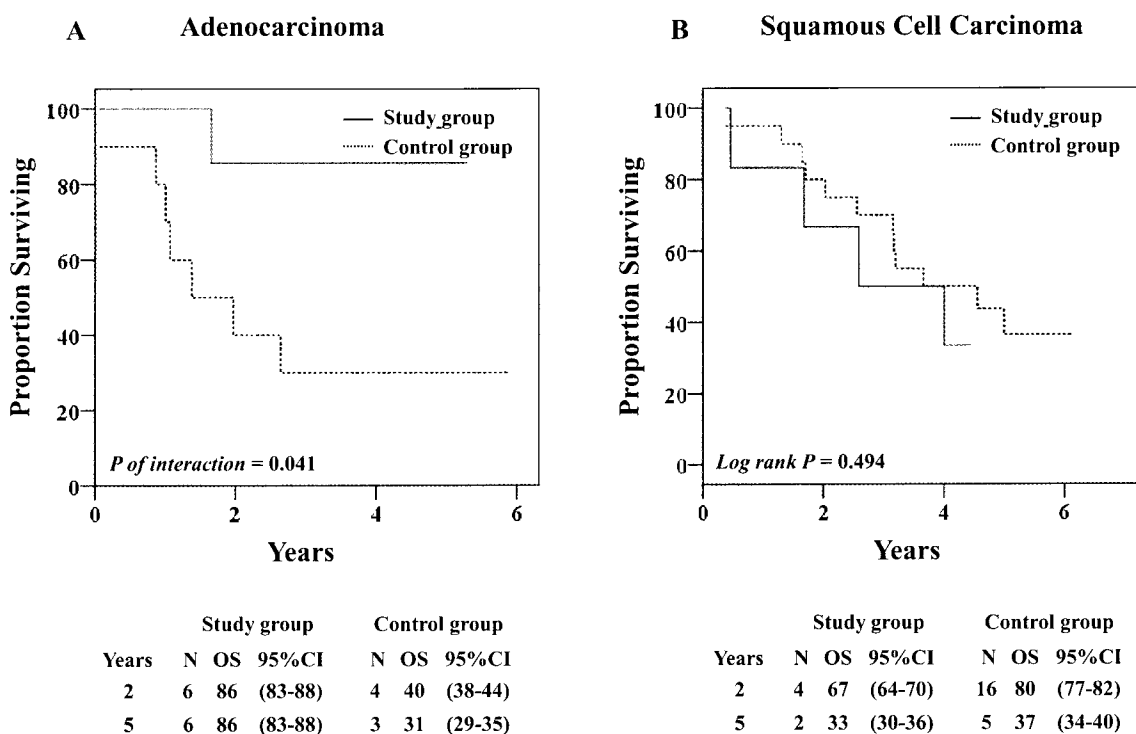 A Adenocarcinoma
Study_group
Control group
100
80
60
40
20
0
Proportion Surviving
P of interaction = 0.041
0 2 4 6
Years
Study group Control group
Years N OS 95%CI N OS 95%CI
2 6 86 (83-88) 4 40 (38-44)
5 6 86 (83-88) 3 31 (29-35)
B Squamous Cell Carcinoma
Study_group
Control group
100
80
60
40
20
0
Proportion Surviving
Log rank P = 0.494
0 2 4 6
Years
Study group Control group
Years N OS 95%CI N OS 95%CI
2 4 67 (64-70) 16 80 (77-82)
5 2 33 (30-36) 5 37 (34-40)